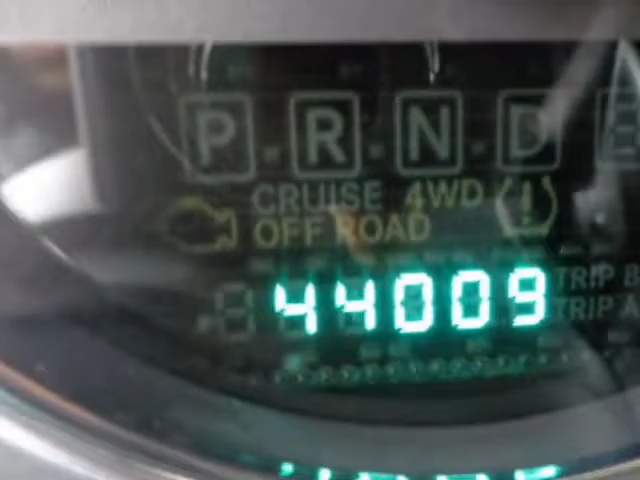 P R N D
CRUISE 4WD
OFF ROAD
TRIP B
44009 TRIP A